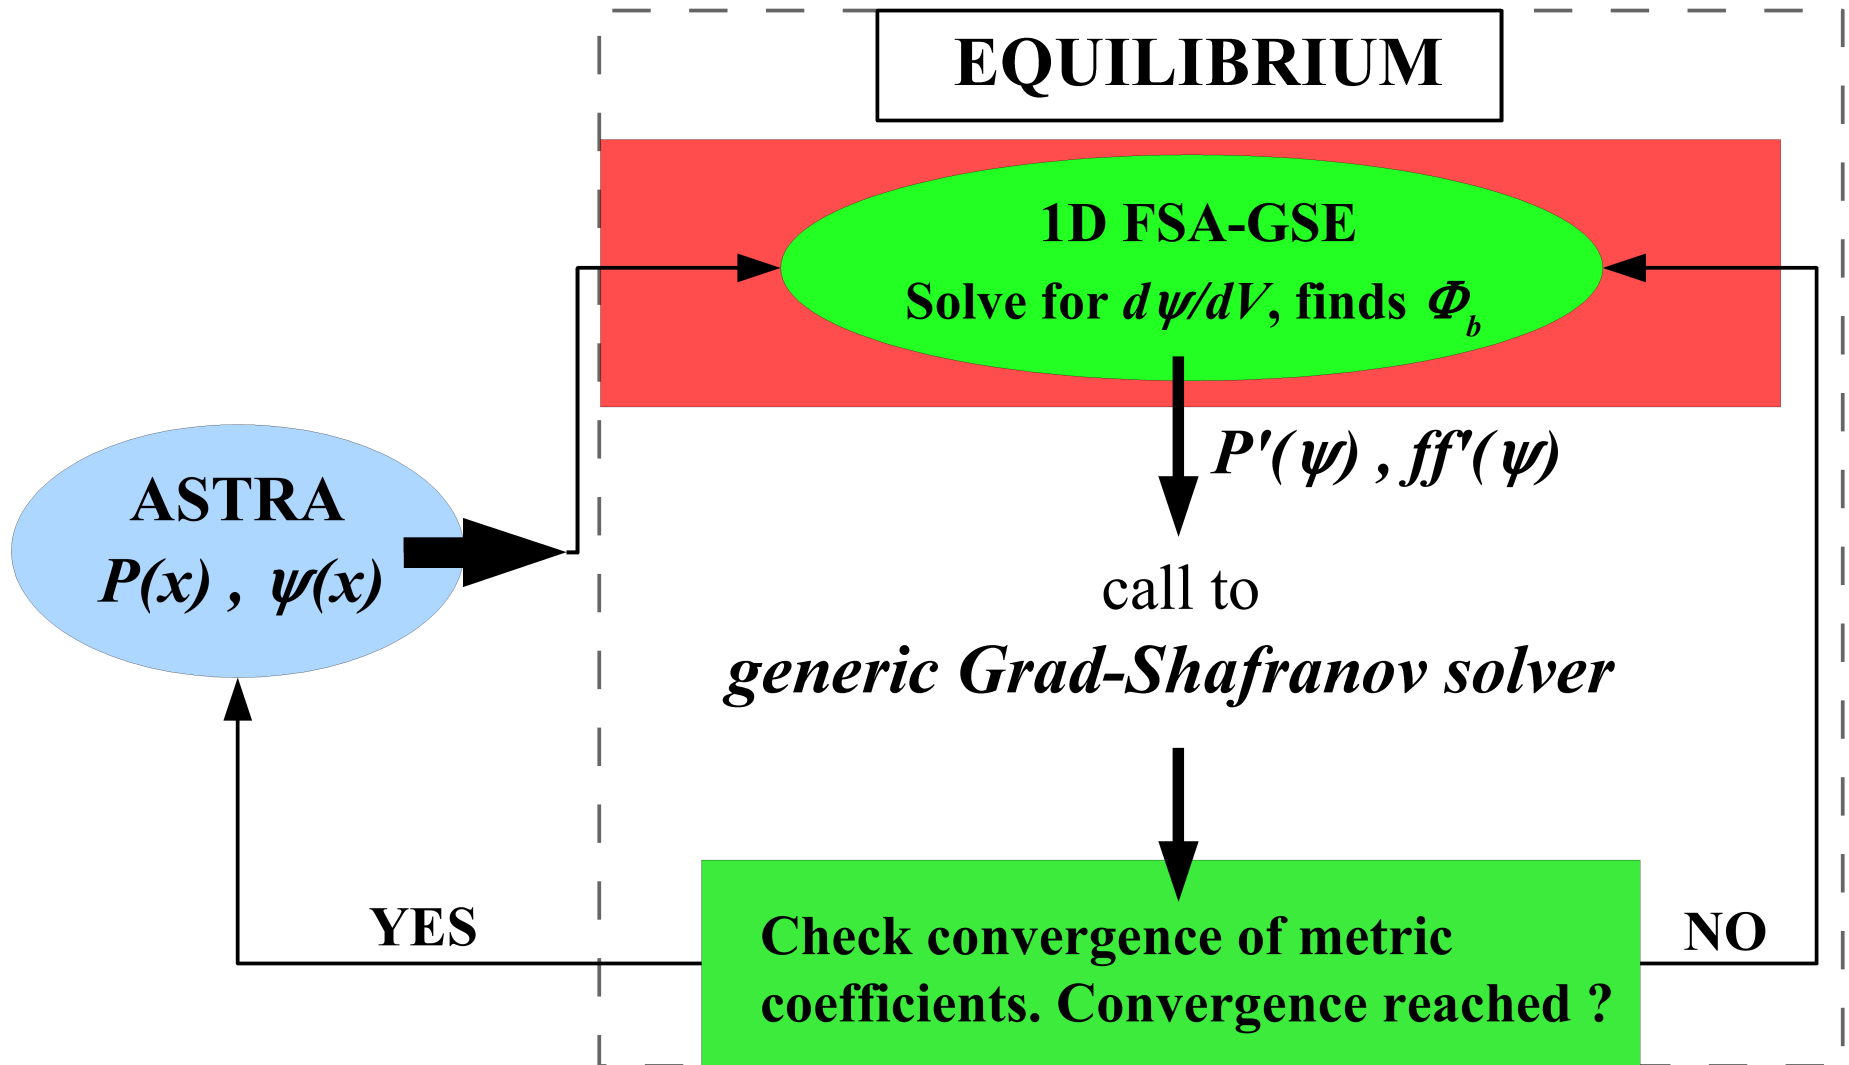 EQUILIBRIUM
1D FSA-GSE
Solve for dψ/dV, finds Φ_b
P'(ψ) , ff'(ψ)
ASTRA
P(x) , ψ(x)
call to
generic Grad-Shafranov solver
YES
NO
Check convergence of metric
coefficients. Convergence reached ?